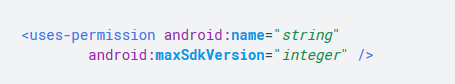 <uses-permission android:name="string"
android:maxSdkVersion="integer" />